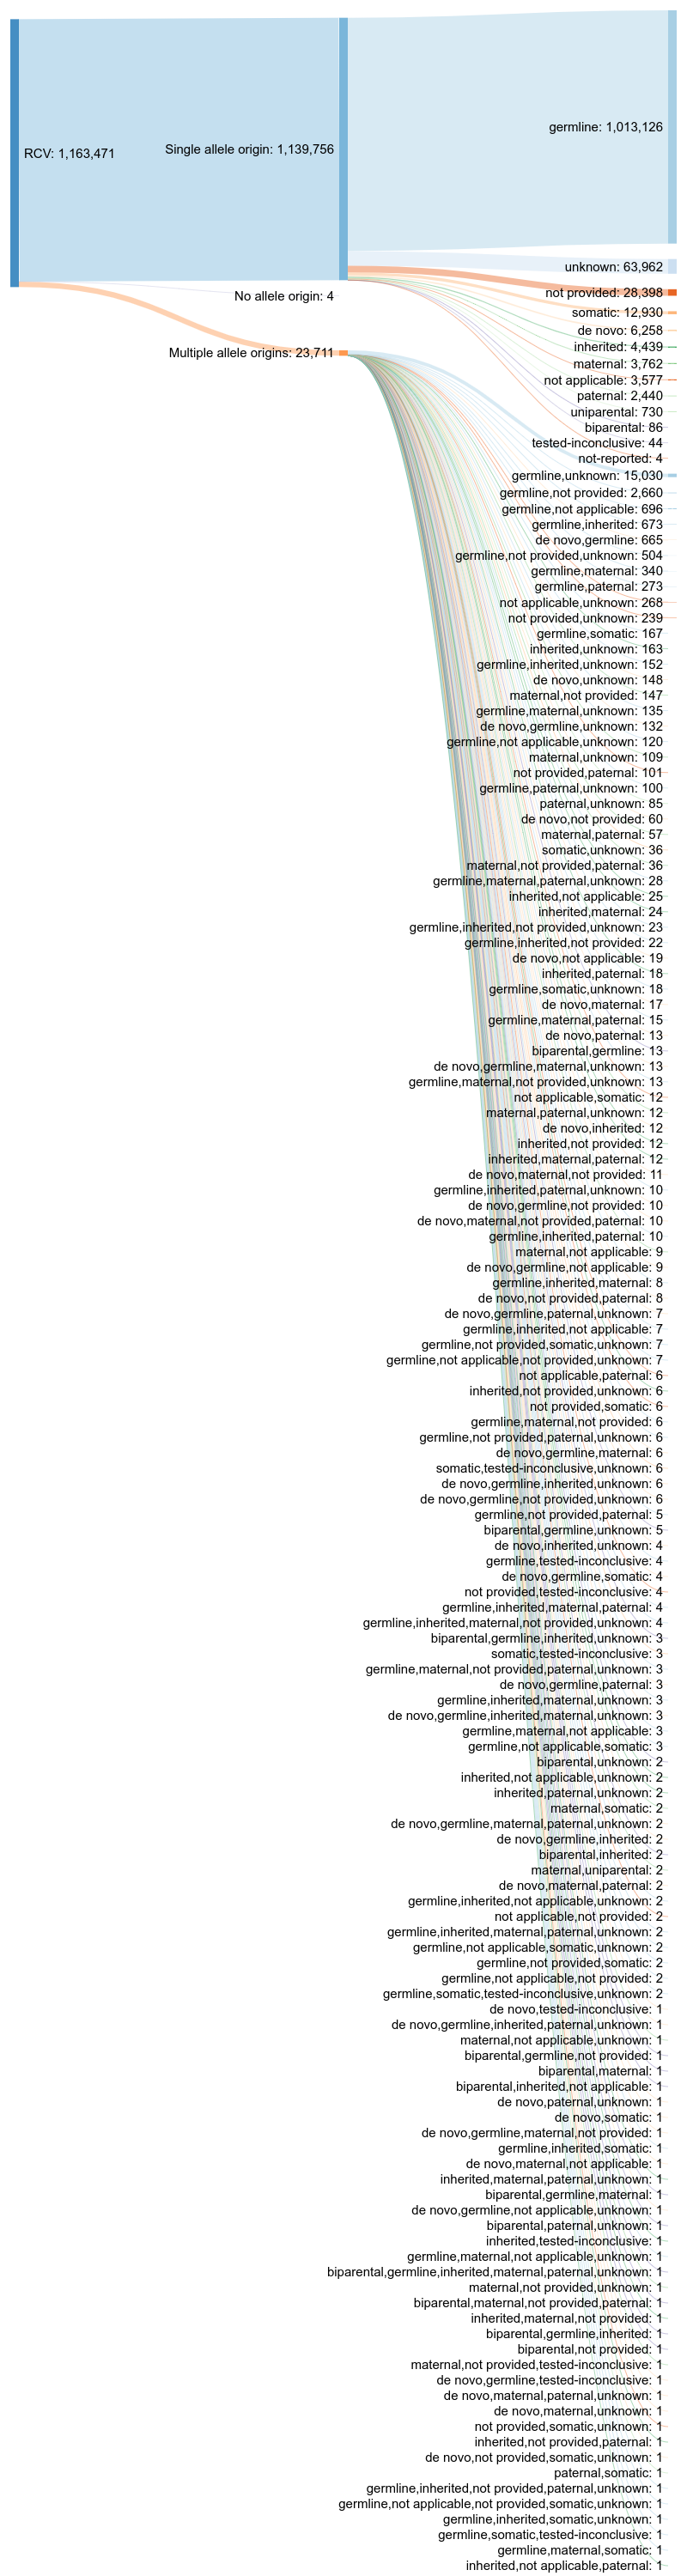 RCV: 1,163,471
Single allele origin: 1,139,756
No allele origin: 4
Multiple allele origins: 23,711
germline: 1,013,126
unknown: 63,962
not provided: 28,398
somatic: 12,930
de novo: 6,258
inherited: 4,439
maternal: 3,762
not applicable: 3,577
paternal: 2,440
uniparental: 730
biparental: 86
tested-inconclusive: 44
not-reported: 4
germline,unknown: 15,030
germline,not provided: 2,660
germline,not applicable: 696
germline,inherited: 673
de novo,germline: 665
germline,not provided,unknown: 504
germline,maternal: 340
germline,paternal: 273
not applicable,unknown: 268
not provided,unknown: 239
germline,somatic: 167
inherited,unknown: 163
germline,inherited,unknown: 152
de novo,unknown: 148
maternal,not provided: 147
germline,maternal,unknown: 135
de novo,germline,unknown: 132
germline,not applicable,unknown: 120
maternal,unknown: 109
not provided,paternal: 101
germline,paternal,unknown: 100
paternal,unknown: 85
de novo,not provided: 60
maternal,paternal: 57
somatic,unknown: 36
maternal,not provided,paternal: 36
germline,maternal,paternal,unknown: 28
inherited,not applicable: 25
inherited,maternal: 24
germline,inherited,not provided,unknown: 23
germline,inherited,not provided: 22
de novo,not applicable: 19
inherited,paternal: 18
germline,somatic,unknown: 18
de novo,maternal: 17
germline,maternal,paternal: 15
de novo,paternal: 13
biparental,germline: 13
de novo,germline,maternal,unknown: 13
germline,maternal,not provided,unknown: 13
not applicable,somatic: 12
maternal,paternal,unknown: 12
de novo,inherited: 12
inherited,not provided: 12
inherited,maternal,paternal: 12
de novo,maternal,not provided: 11
germline,inherited,paternal,unknown: 10
de novo,germline,not provided: 10
de novo,maternal,not provided,paternal: 10
germline,inherited,paternal: 10
maternal,not applicable: 9
de novo,germline,not applicable: 9
germline,inherited,maternal: 8
de novo,not provided,paternal: 8
de novo,germline,paternal,unknown: 7
germline,inherited,not applicable: 7
germline,not provided,somatic,unknown: 7
germline,not applicable,not provided,unknown: 7
not applicable,paternal: 6
inherited,not provided,unknown: 6
not provided,somatic: 6
germline,maternal,not provided: 6
germline,not provided,paternal,unknown: 6
de novo,germline,maternal: 6
somatic,tested-inconclusive,unknown: 6
de novo,germline,inherited,unknown: 6
de novo,germline,not provided,unknown: 6
germline,not provided,paternal: 5
biparental,germline,unknown: 5
de novo,inherited,unknown: 4
germline,tested-inconclusive: 4
de novo,germline,somatic: 4
not provided,tested-inconclusive: 4
germline,inherited,maternal,paternal: 4
germline,inherited,maternal,not provided,unknown: 4
biparental,germline,inherited,unknown: 3
somatic,tested-inconclusive: 3
germline,maternal,not provided,paternal,unknown: 3
de novo,germline,paternal: 3
germline,inherited,maternal,unknown: 3
de novo,germline,inherited,maternal,unknown: 3
germline,maternal,not applicable: 3
germline,not applicable,somatic: 3
biparental,unknown: 2
inherited,not applicable,unknown: 2
inherited,paternal,unknown: 2
maternal,somatic: 2
de novo,germline,maternal,paternal,unknown: 2
de novo,germline,inherited: 2
biparental,inherited: 2
maternal,uniparental: 2
de novo,maternal,paternal: 2
germline,inherited,not applicable,unknown: 2
not applicable,not provided: 2
germline,inherited,maternal,paternal,unknown: 2
germline,not applicable,somatic,unknown: 2
germline,not provided,somatic: 2
germline,not applicable,not provided: 2
germline,somatic,tested-inconclusive,unknown: 2
de novo,tested-inconclusive: 1
de novo,germline,inherited,paternal,unknown: 1
maternal,not applicable,unknown: 1
biparental,germline,not provided: 1
biparental,maternal: 1
biparental,inherited,not applicable: 1
de novo,paternal,unknown: 1
de novo,somatic: 1
de novo,germline,maternal,not provided: 1
germline,inherited,somatic: 1
de novo,maternal,not applicable: 1
inherited,maternal,paternal,unknown: 1
biparental,germline,maternal: 1
de novo,germline,not applicable,unknown: 1
biparental,paternal,unknown: 1
inherited,tested-inconclusive: 1
germline,maternal,not applicable,unknown: 1
biparental,germline,inherited,maternal,paternal,unknown: 1
maternal,not provided,unknown: 1
biparental,maternal,not provided,paternal: 1
inherited,maternal,not provided: 1
biparental,germline,inherited: 1
biparental,not provided: 1
maternal,not provided,tested-inconclusive: 1
de novo,germline,tested-inconclusive: 1
de novo,maternal,paternal,unknown: 1
de novo,maternal,unknown: 1
not provided,somatic,unknown: 1
inherited,not provided,paternal: 1
de novo,not provided,somatic,unknown: 1
paternal,somatic: 1
germline,inherited,not provided,paternal,unknown: 1
germline,not applicable,not provided,somatic,unknown: 1
germline,inherited,somatic,unknown: 1
germline,somatic,tested-inconclusive: 1
germline,maternal,somatic: 1
inherited,not applicable,paternal: 1